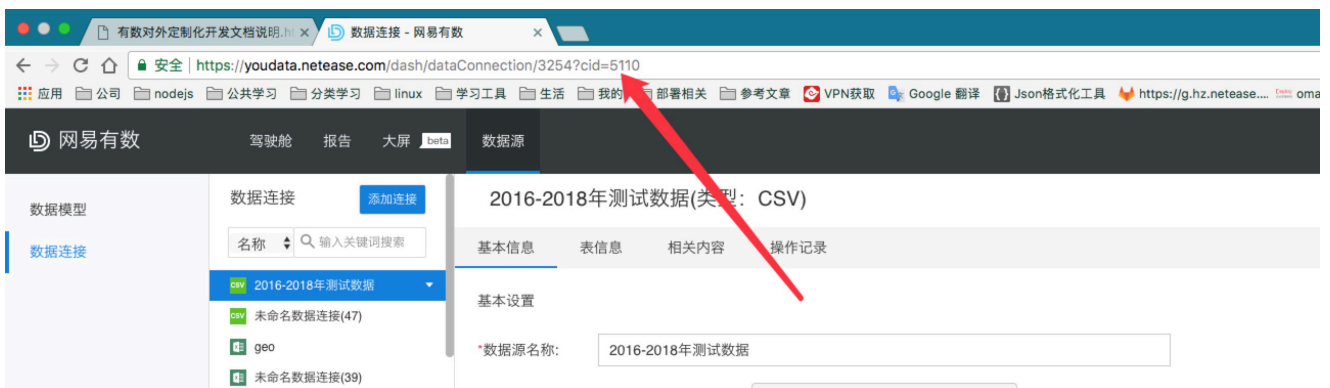 有数对外定制化开发文档说明.h
数据连接 - 网易有数
安全 | https://youdata.netease.com/dash/dataConnection/3254?cid=5110
应用 公司 nodejs 公共学习 分类学习 linux 学习工具 生活 我的 部署相关 参考文章 VPN获取 Google 翻译 Json格式化工具 https://g.hz.netease.... oma
网易有数 驾驶舱 报告 大屏 beta 数据源
数据模型
数据连接
数据连接 添加连接
名称 输入关键词搜索
CSV 2016-2018年测试数据
CSV 未命名数据连接(47)
geo
未命名数据连接(39)
2016-2018年测试数据(类型: CSV)
基本信息 表信息 相关内容 操作记录
基本设置
*数据源名称: 2016-2018年测试数据